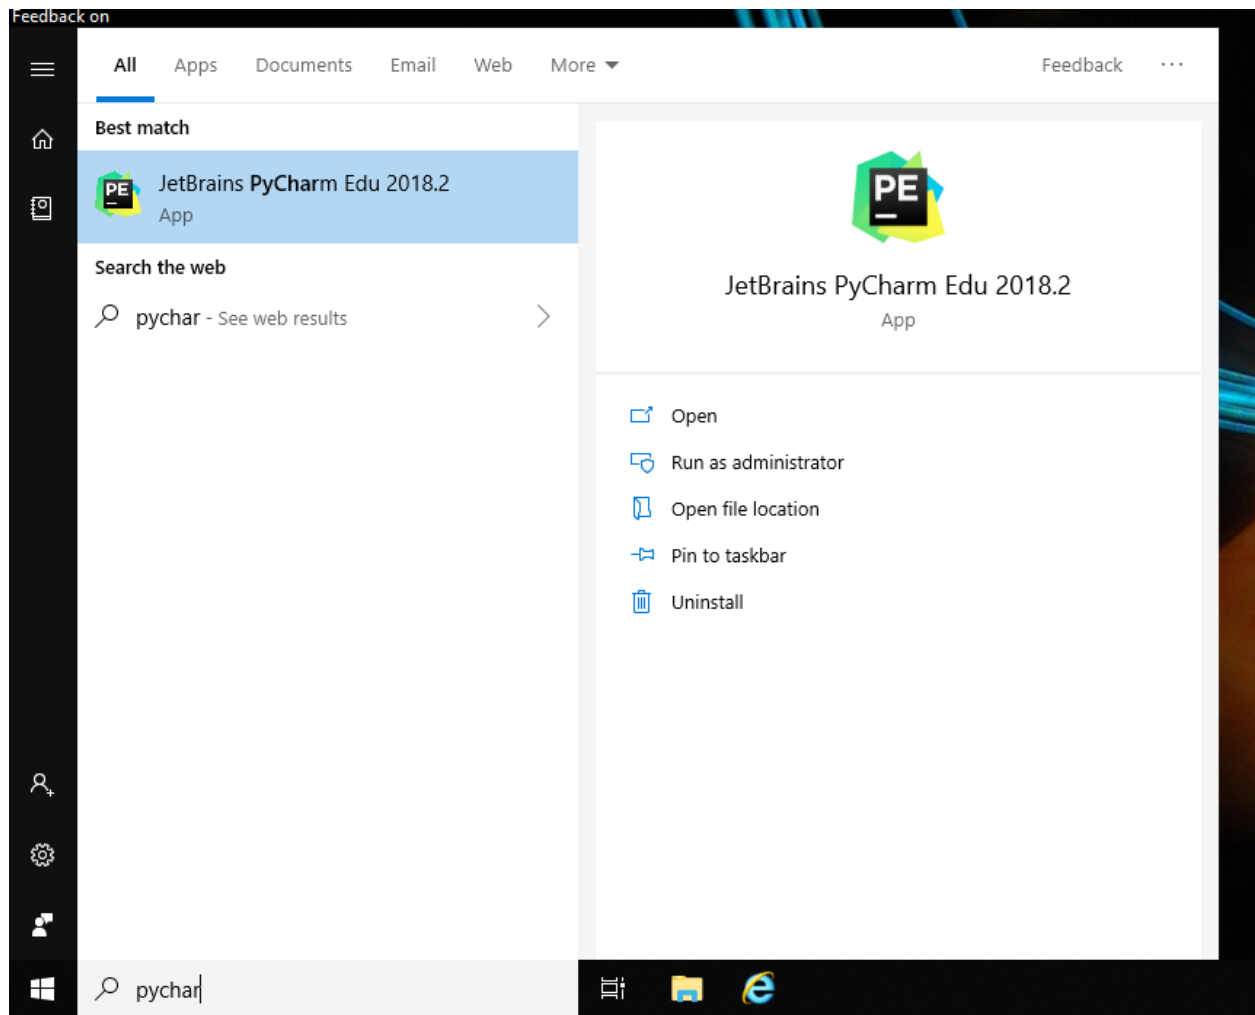 Feedback on
All Apps Documents Email Web More Feedback ...
Best match
JetBrains PyCharm Edu 2018.2
App
Search the web
pychar - See web results
PE
PE
JetBrains PyCharm Edu 2018.2
App
Open
Run as administrator
Open file location
Pin to taskbar
Uninstall
pychar